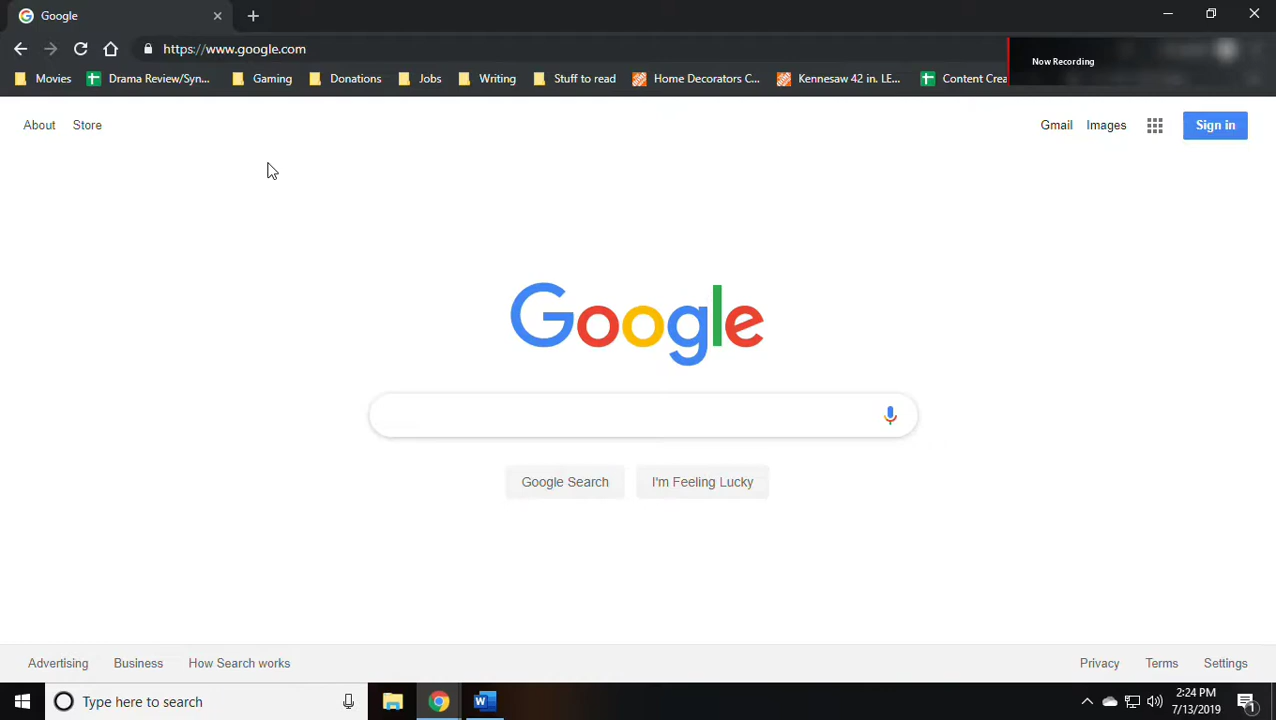 Google
https://www.google.com
Movies
Drama Review/Syn...
Gaming
Donations
Jobs
Writing
Stuff to read
Home Decorators C...
Kennesaw 42 in. LE...
Content Crea
Now Recording
About
Store
Gmail
Images
Sign in
Google
Google Search
I'm Feeling Lucky
Advertising
Business
How Search works
Privacy
Terms
Settings
Type here to search
2:24 PM
7/13/2019
1